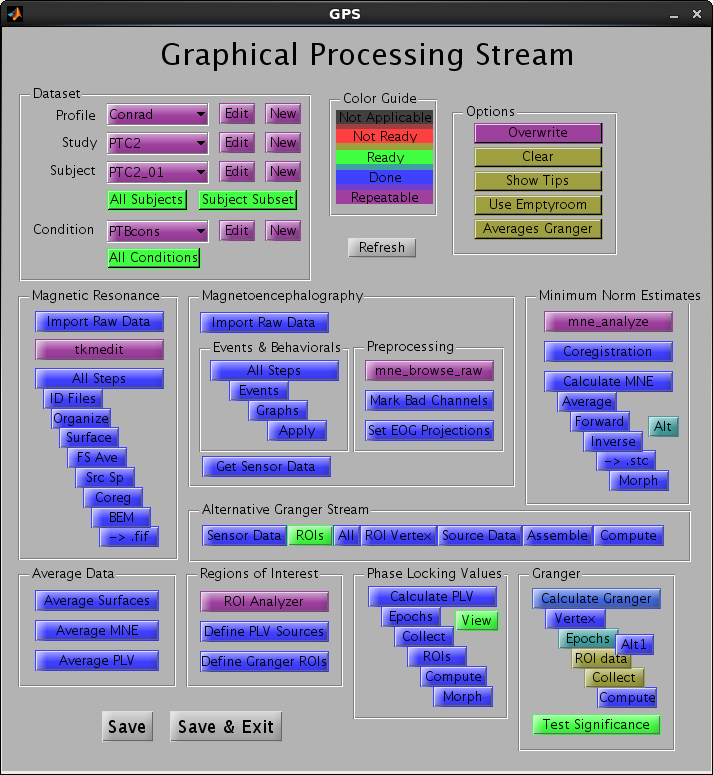 GPS
Graphical Processing Stream
Dataset
Profile Conrad Edit New
Study PTC2 Edit New
Subject PTC2_01 Edit New
All Subjects Subject Subset
Condition PTBcons Edit New
All Conditions
Color Guide
Not Applicable
Not Ready
Ready
Done
Repeatable
Refresh
Options
Overwrite
Clear
Show Tips
Use Emptyroom
Averages Granger
Magnetic Resonance
Import Raw Data
tkmedit
All Steps
ID Files
Organize
Surface
FS Ave
Src Sp
Coreg
BEM
-> .fif
Magnetoencephalography
Import Raw Data
Events & Behaviorals
All Steps
Events
Graphs
Apply
Preprocessing
mne_browse_raw
Mark Bad Channels
Set EOG Projections
Get Sensor Data
Minimum Norm Estimates
mne_analyze
Coregistration
Calculate MNE
Average
Forward
Alt
Inverse
-> .stc
Morph
Alternative Granger Stream
Sensor Data ROIs All ROI Vertex Source Data Assemble Compute
Average Data
Average Surfaces
Average MNE
Average PLV
Regions of Interest
ROI Analyzer
Define PLV Sources
Define Granger ROIs
Phase Locking Values
Calculate PLV
Epochs
View
Collect
ROIs
Compute
Morph
Granger
Calculate Granger
Vertex
Epochs
Alt1
ROI data
Collect
Compute
Test Significance
Save Save & Exit